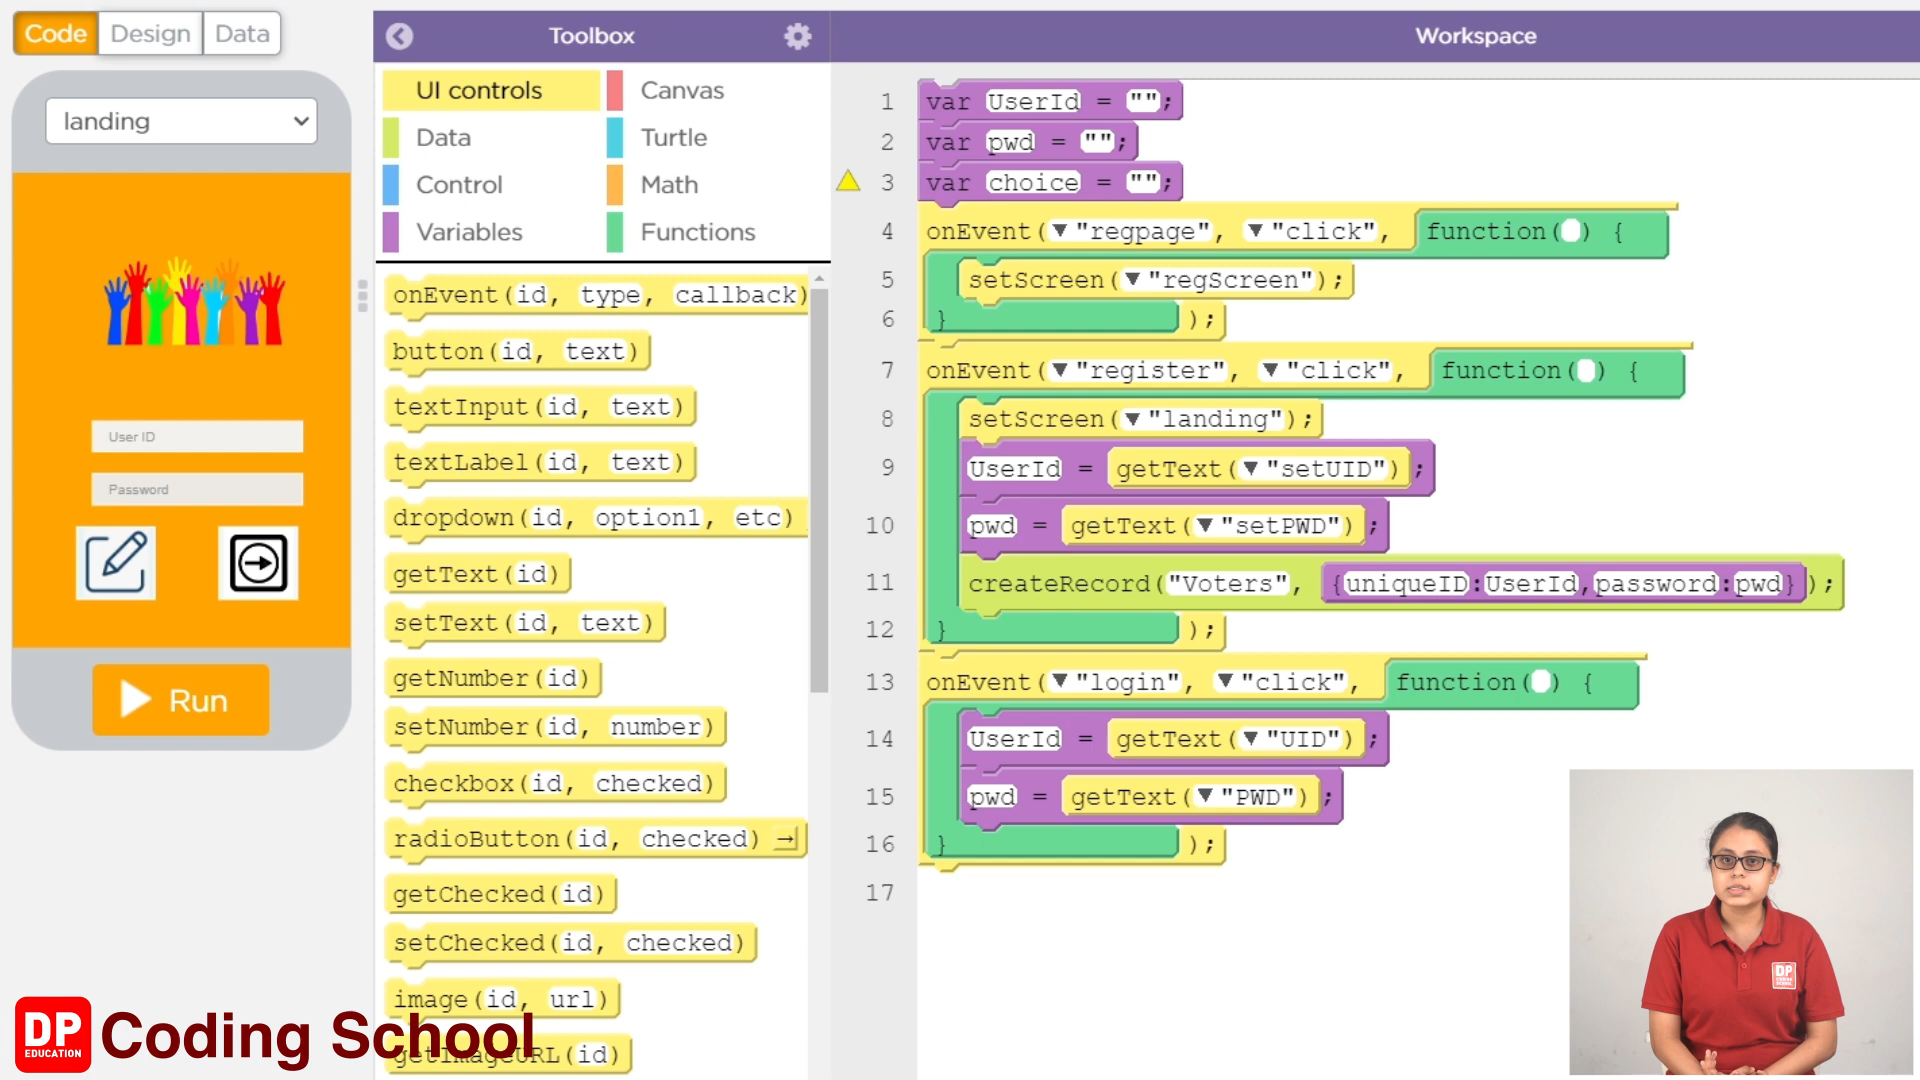 Code Design Data
landing
User ID
Password
Run
Toolbox
UI controls
Canvas
Data
Turtle
Control
Math
Variables
Functions
onEvent(id, type, callback)
button(id, text)
textInput(id, text)
textLabel(id, text)
dropdown(id, option1, etc)
getText(id)
setText(id, text)
getNumber(id)
setNumber(id, number)
checkbox(id, checked)
radioButton(id, checked)
getChecked(id)
setChecked(id, checked)
image(id, url)
getImageURL(id)
Workspace
1 var UserId = "";
2 var pwd = "";
3 var choice = "";
4 onEvent(▼"regpage", ▼"click", function() {
5 setScreen(▼"regScreen");
6 } );
7 onEvent(▼"register", ▼"click", function() {
8 setScreen(▼"landing");
9 UserId = getText(▼"setUID");
10 pwd = getText(▼"setPWD");
11 createRecord("Voters", {uniqueID:UserId,password:pwd});
12 } );
13 onEvent(▼"login", ▼"click", function() {
14 UserId = getText(▼"UID");
15 pwd = getText(▼"PWD");
16 } );
17
DP
EDUCATION
Coding School
DP